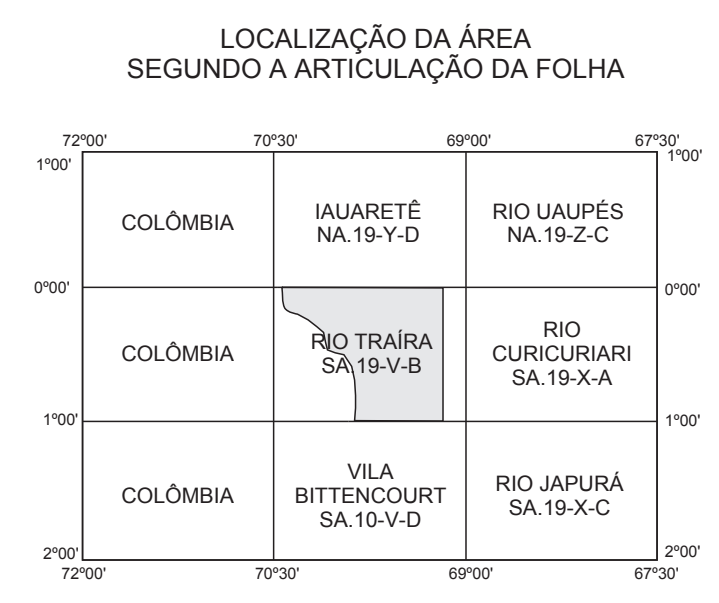 LOCALIZAÇÃO DA ÁREA
SEGUNDO A ARTICULAÇÃO DA FOLHA
72º00' 70º30' 69º00' 67º30'
1º00' 1º00'
COLÔMBIA
IAUARETÊ
NA.19-Y-D
RIO UAUPÉS
NA.19-Z-C
0º00' 0º00'
COLÔMBIA
RIO TRAÍRA
SA.19-V-B
RIO
CURICURIARI
SA.19-X-A
1º00' 1º00'
COLÔMBIA
VILA
BITTENCOURT
SA.10-V-D
RIO JAPURÁ
SA.19-X-C
2º00' 2º00'
72º00' 70º30' 69º00' 67º30'